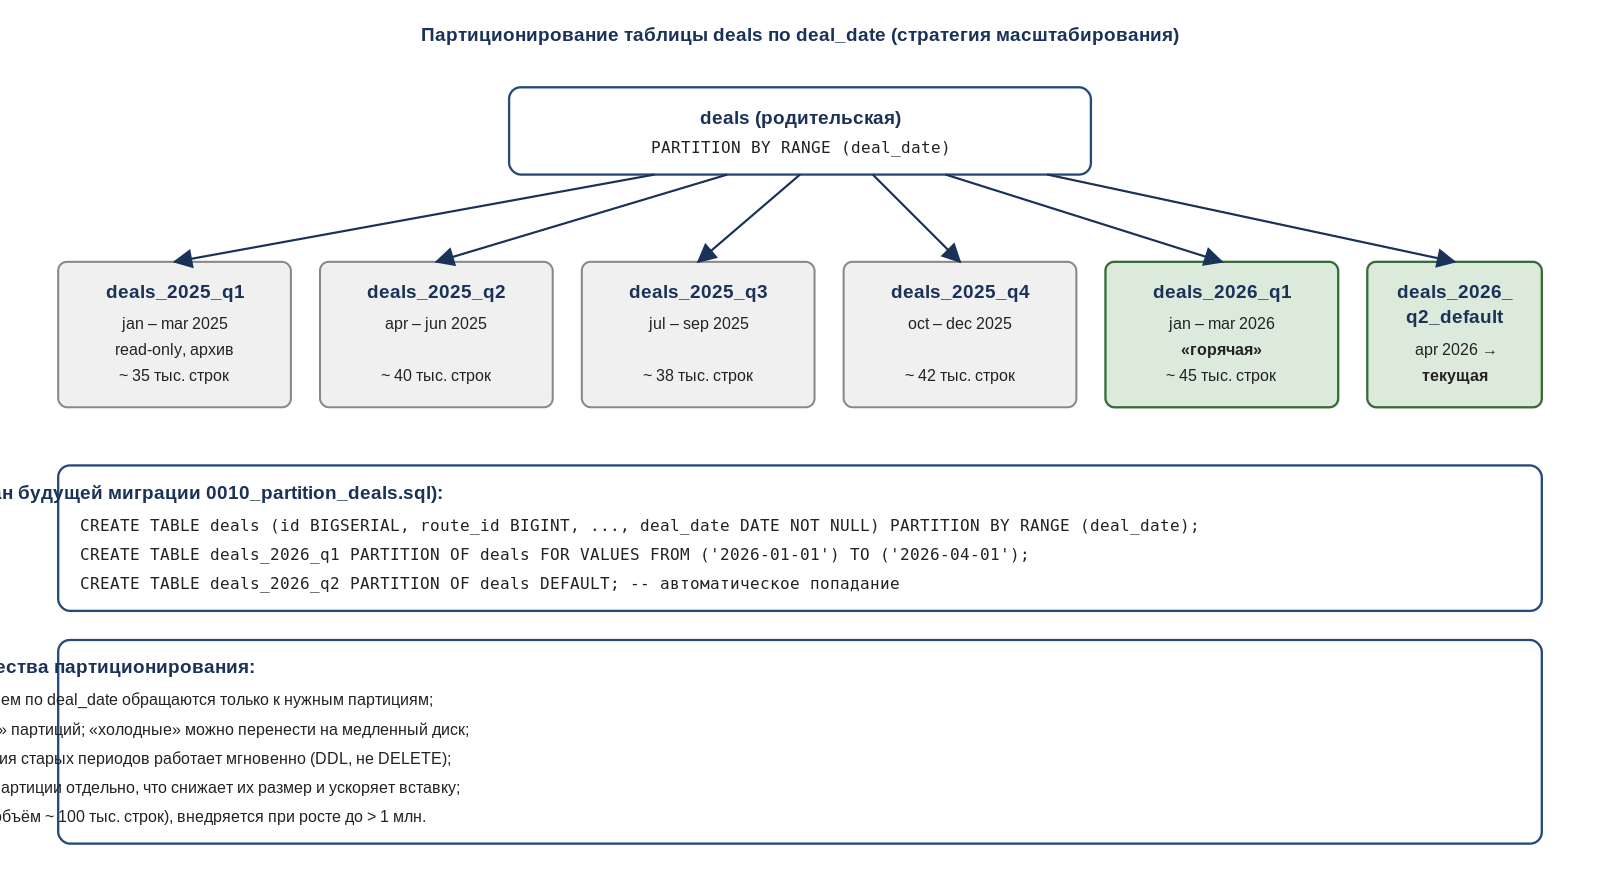 Партиционирование таблицы deals по deal_date (стратегия масштабирования)
deals (родительская)
PARTITION BY RANGE (deal_date)
deals_2025_q1
jan – mar 2025
read-only, архив
~ 35 тыс. строк
deals_2025_q2
apr – jun 2025
~ 40 тыс. строк
deals_2025_q3
jul – sep 2025
~ 38 тыс. строк
deals_2025_q4
oct – dec 2025
~ 42 тыс. строк
deals_2026_q1
jan – mar 2026
«горячая»
~ 45 тыс. строк
deals_2026_
q2_default
apr 2026 →
текущая
ан будущей миграции 0010_partition_deals.sql):
CREATE TABLE deals (id BIGSERIAL, route_id BIGINT, ..., deal_date DATE NOT NULL) PARTITION BY RANGE (deal_date);
CREATE TABLE deals_2026_q1 PARTITION OF deals FOR VALUES FROM ('2026-01-01') TO ('2026-04-01');
CREATE TABLE deals_2026_q2 PARTITION OF deals DEFAULT; -- автоматическое попадание
ества партиционирования:
ем по deal_date обращаются только к нужным партициям;
» партиций; «холодные» можно перенести на медленный диск;
ия старых периодов работает мгновенно (DDL, не DELETE);
артиции отдельно, что снижает их размер и ускоряет вставку;
объём ~ 100 тыс. строк), внедряется при росте до > 1 млн.